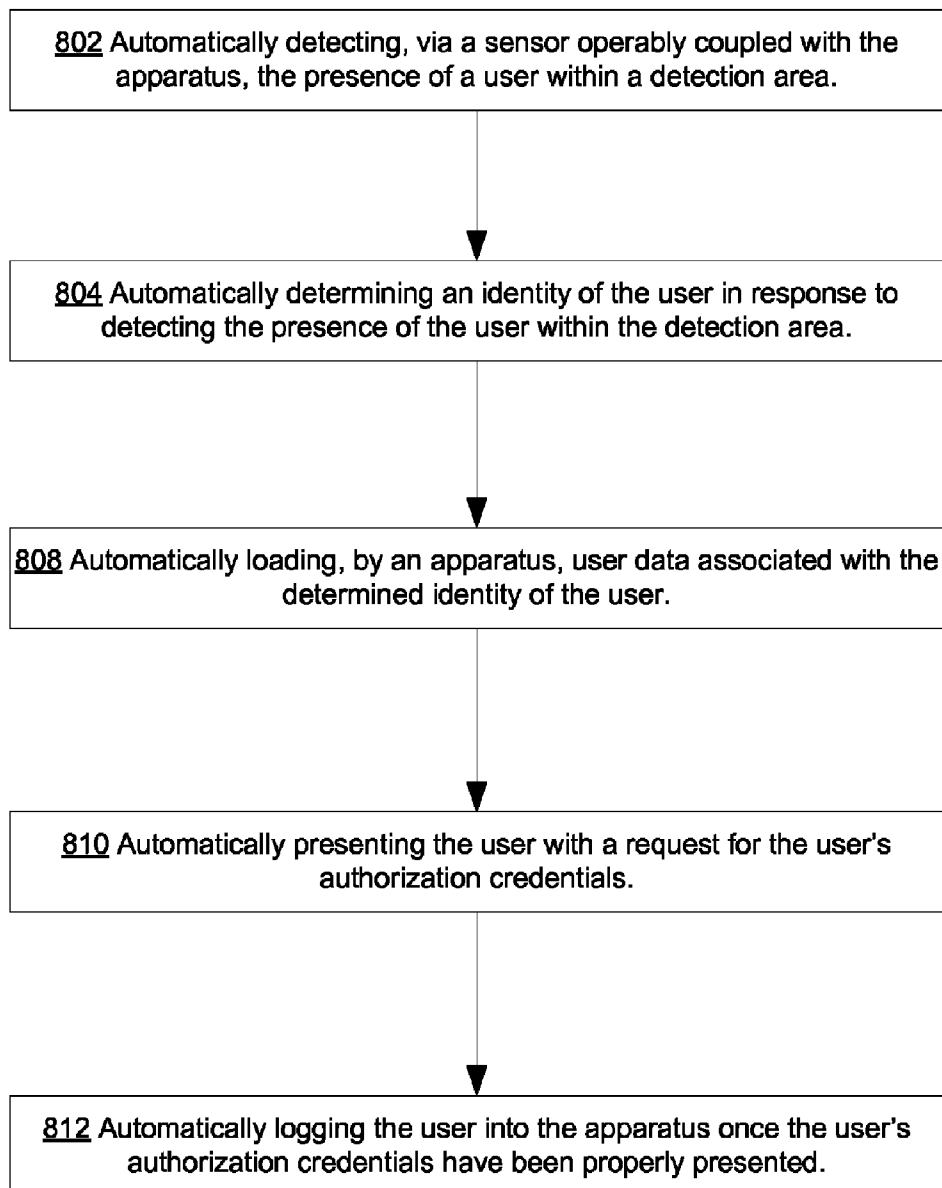 802 Automatically detecting, via a sensor operably coupled with the
apparatus, the presence of a user within a detection area.
804 Automatically determining an identity of the user in response to
detecting the presence of the user within the detection area.
808 Automatically loading, by an apparatus, user data associated with the
determined identity of the user.
810 Automatically presenting the user with a request for the user's
authorization credentials.
812 Automatically logging the user into the apparatus once the user's
authorization credentials have been properly presented.